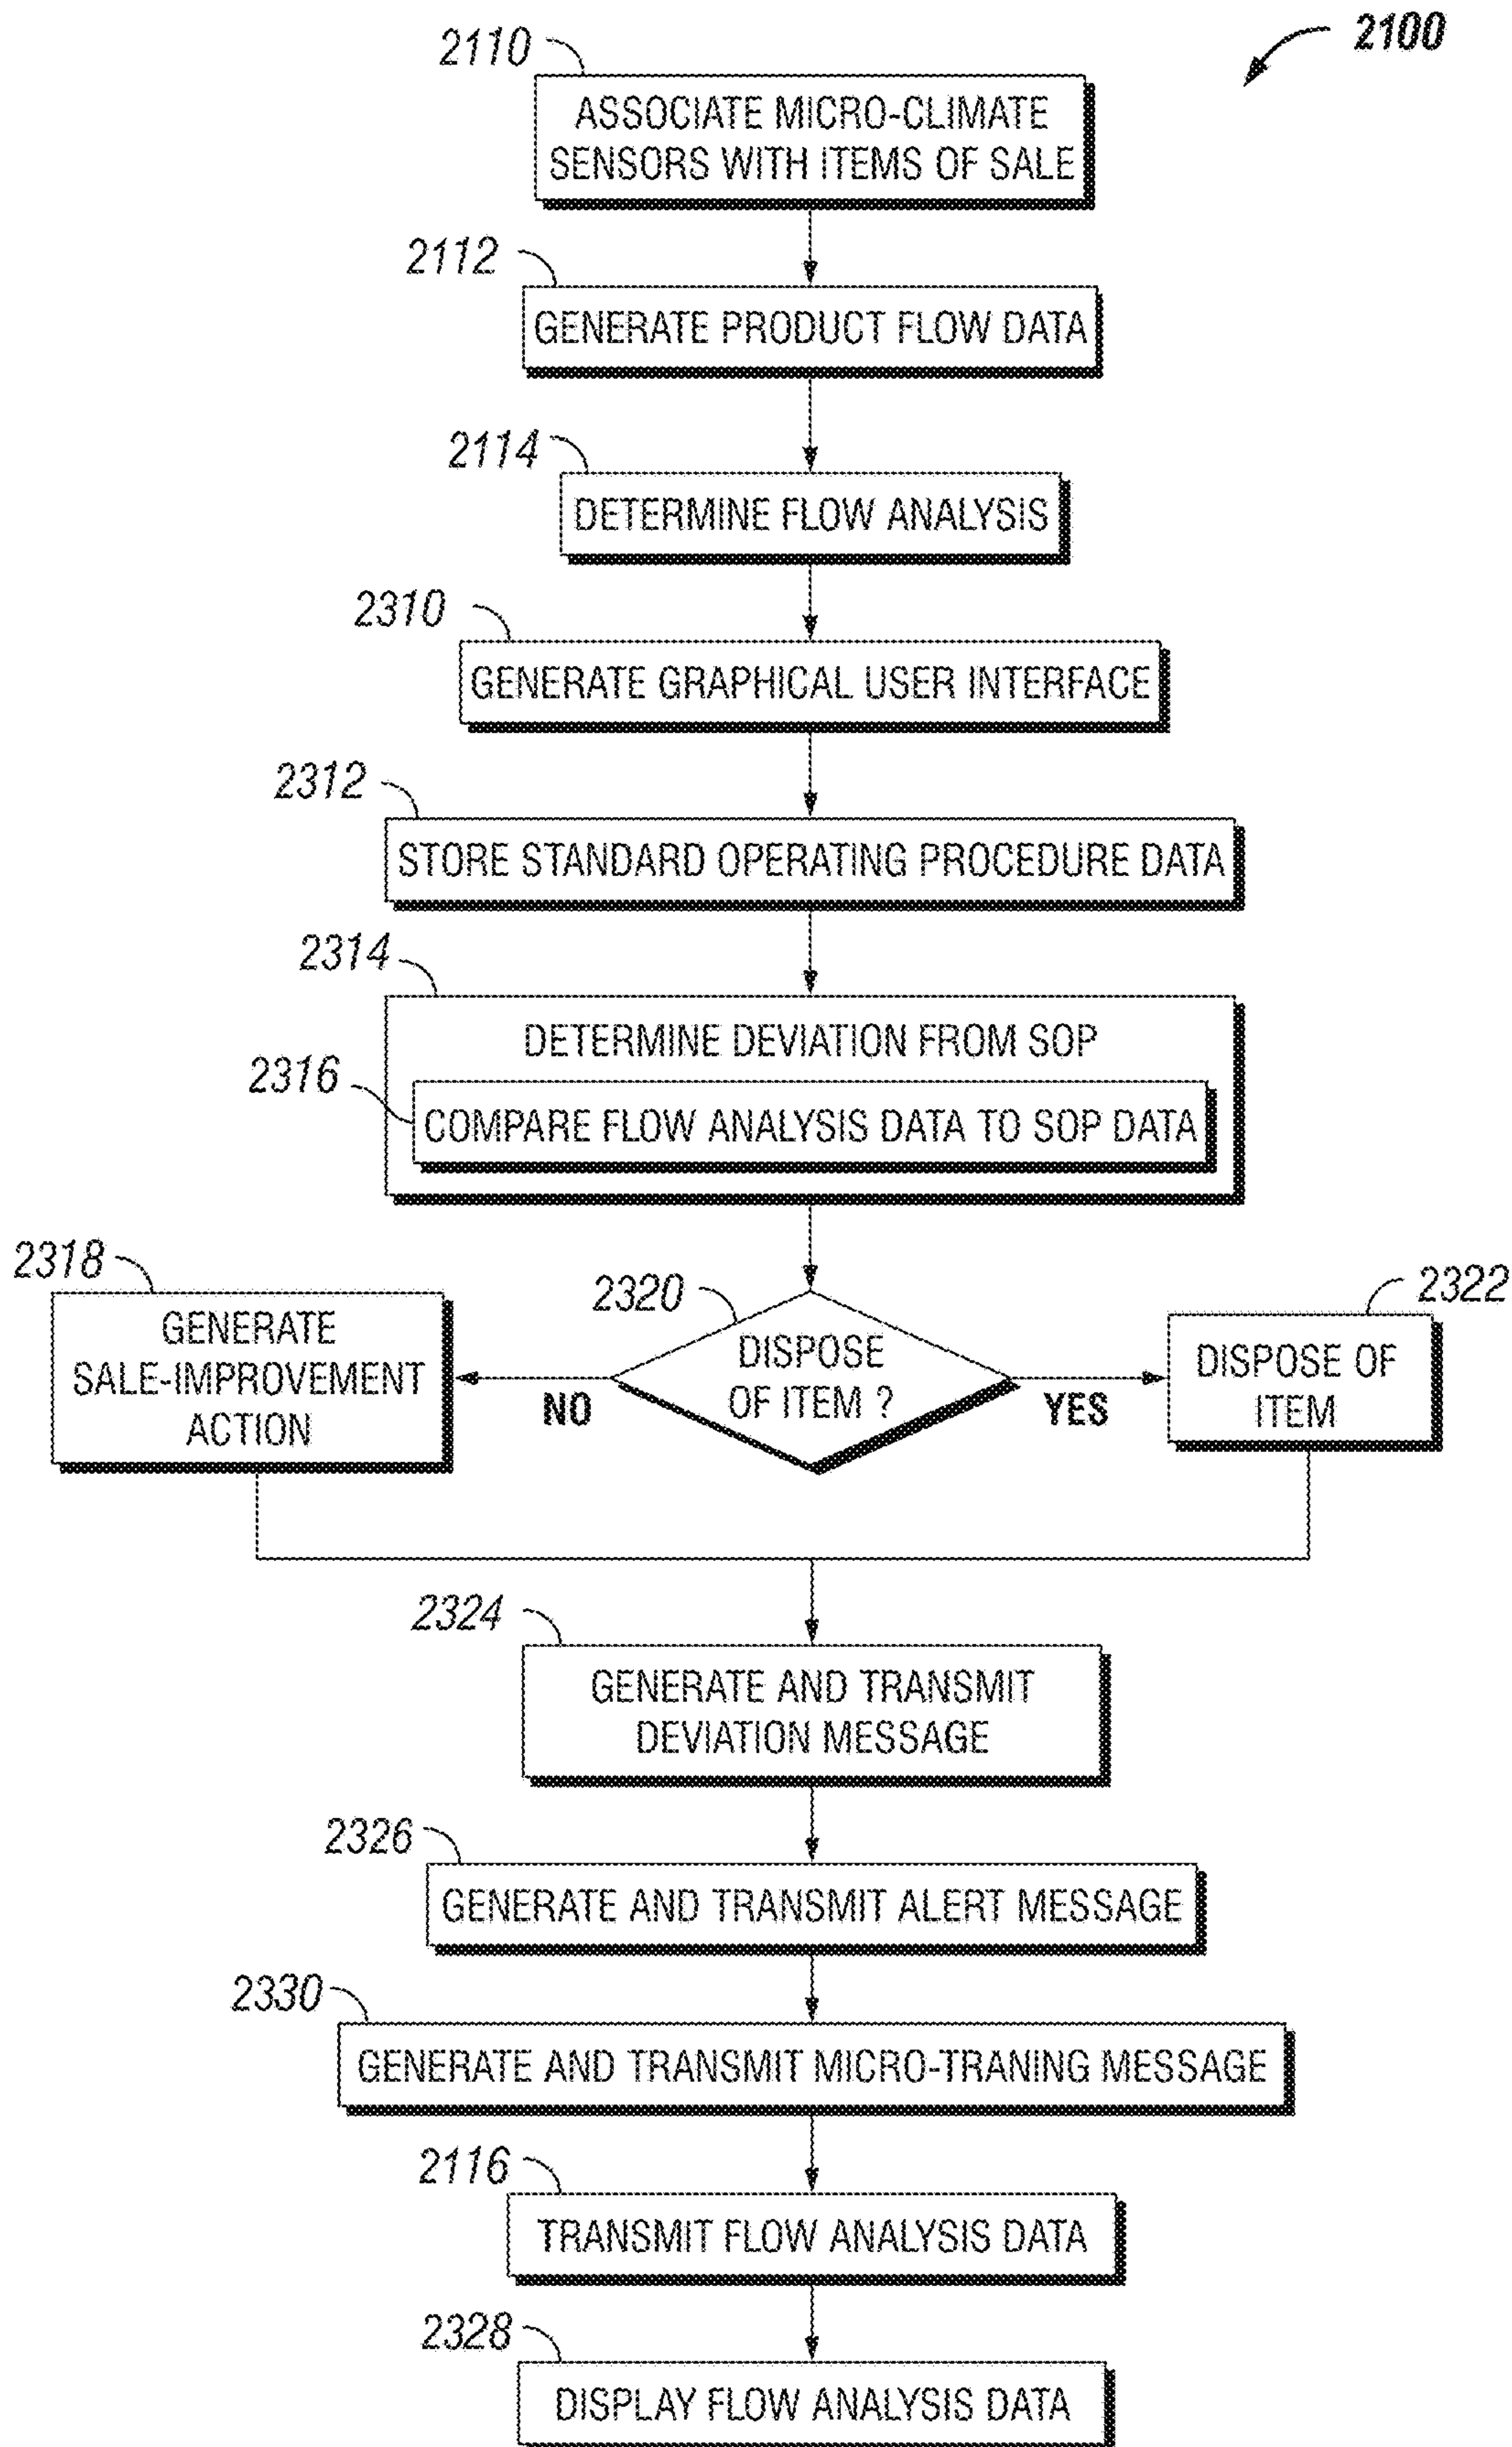 2100
2110
ASSOCIATE MICRO-CLIMATE
SENSORS WITH ITEMS OF SALE
2112
GENERATE PRODUCT FLOW DATA
2114
DETERMINE FLOW ANALYSIS
2310
GENERATE GRAPHICAL USER INTERFACE
2312
STORE STANDARD OPERATING PROCEDURE DATA
2314
DETERMINE DEVIATION FROM SOP
2316
COMPARE FLOW ANALYSIS DATA TO SOP DATA
2318
GENERATE
SALE-IMPROVEMENT
ACTION
2320
DISPOSE
OF ITEM ?
NO
YES
2322
DISPOSE OF
ITEM
2324
GENERATE AND TRANSMIT
DEVIATION MESSAGE
2326
GENERATE AND TRANSMIT ALERT MESSAGE
2330
GENERATE AND TRANSMIT MICRO-TRANING MESSAGE
2116
TRANSMIT FLOW ANALYSIS DATA
2328
DISPLAY FLOW ANALYSIS DATA